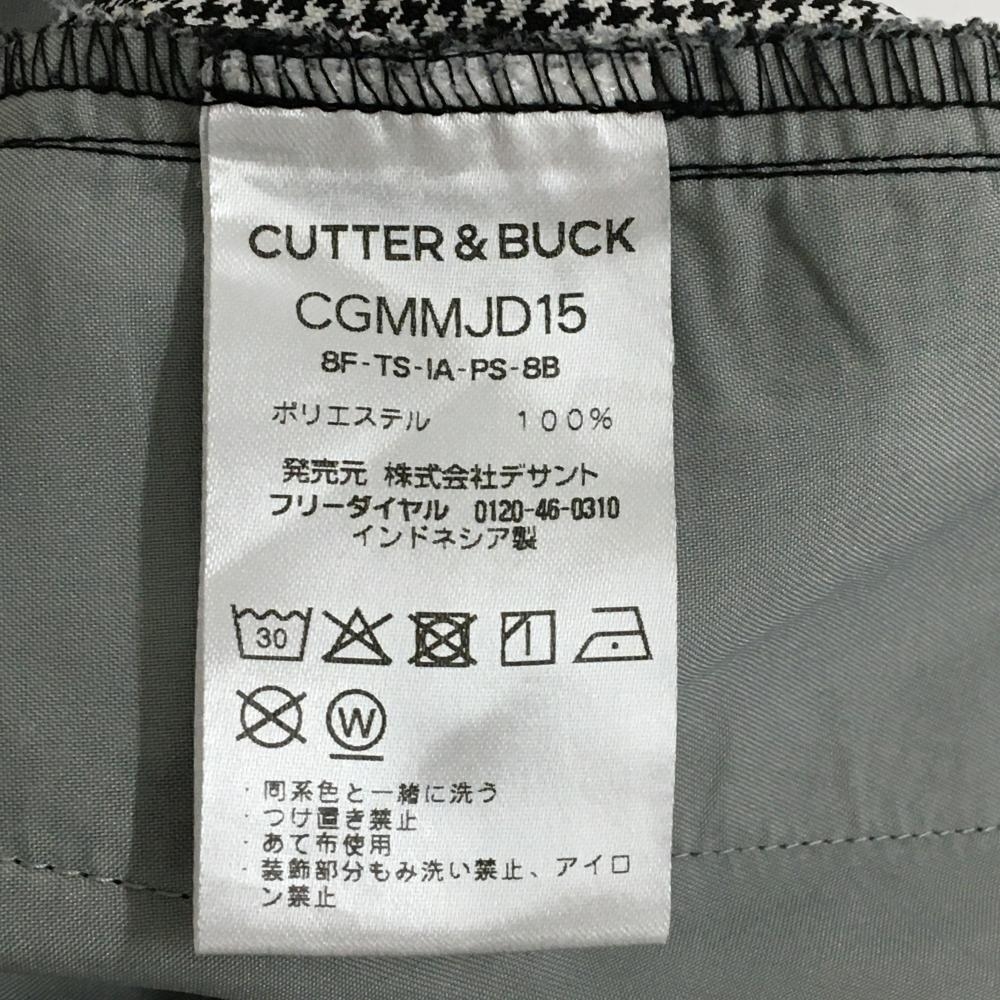 CUTTER & BUCK
CGMMJD15
8F-TS-IA-PS-8B
ポリエステル 100%
発売元 株式会社デサント
フリーダイヤル 0120-46-0310
インドネシア製
30
W
・同系色と一緒に洗う
・つけ置き禁止
・あて布使用
・装飾部分もみ洗い禁止、アイロ
ン禁止